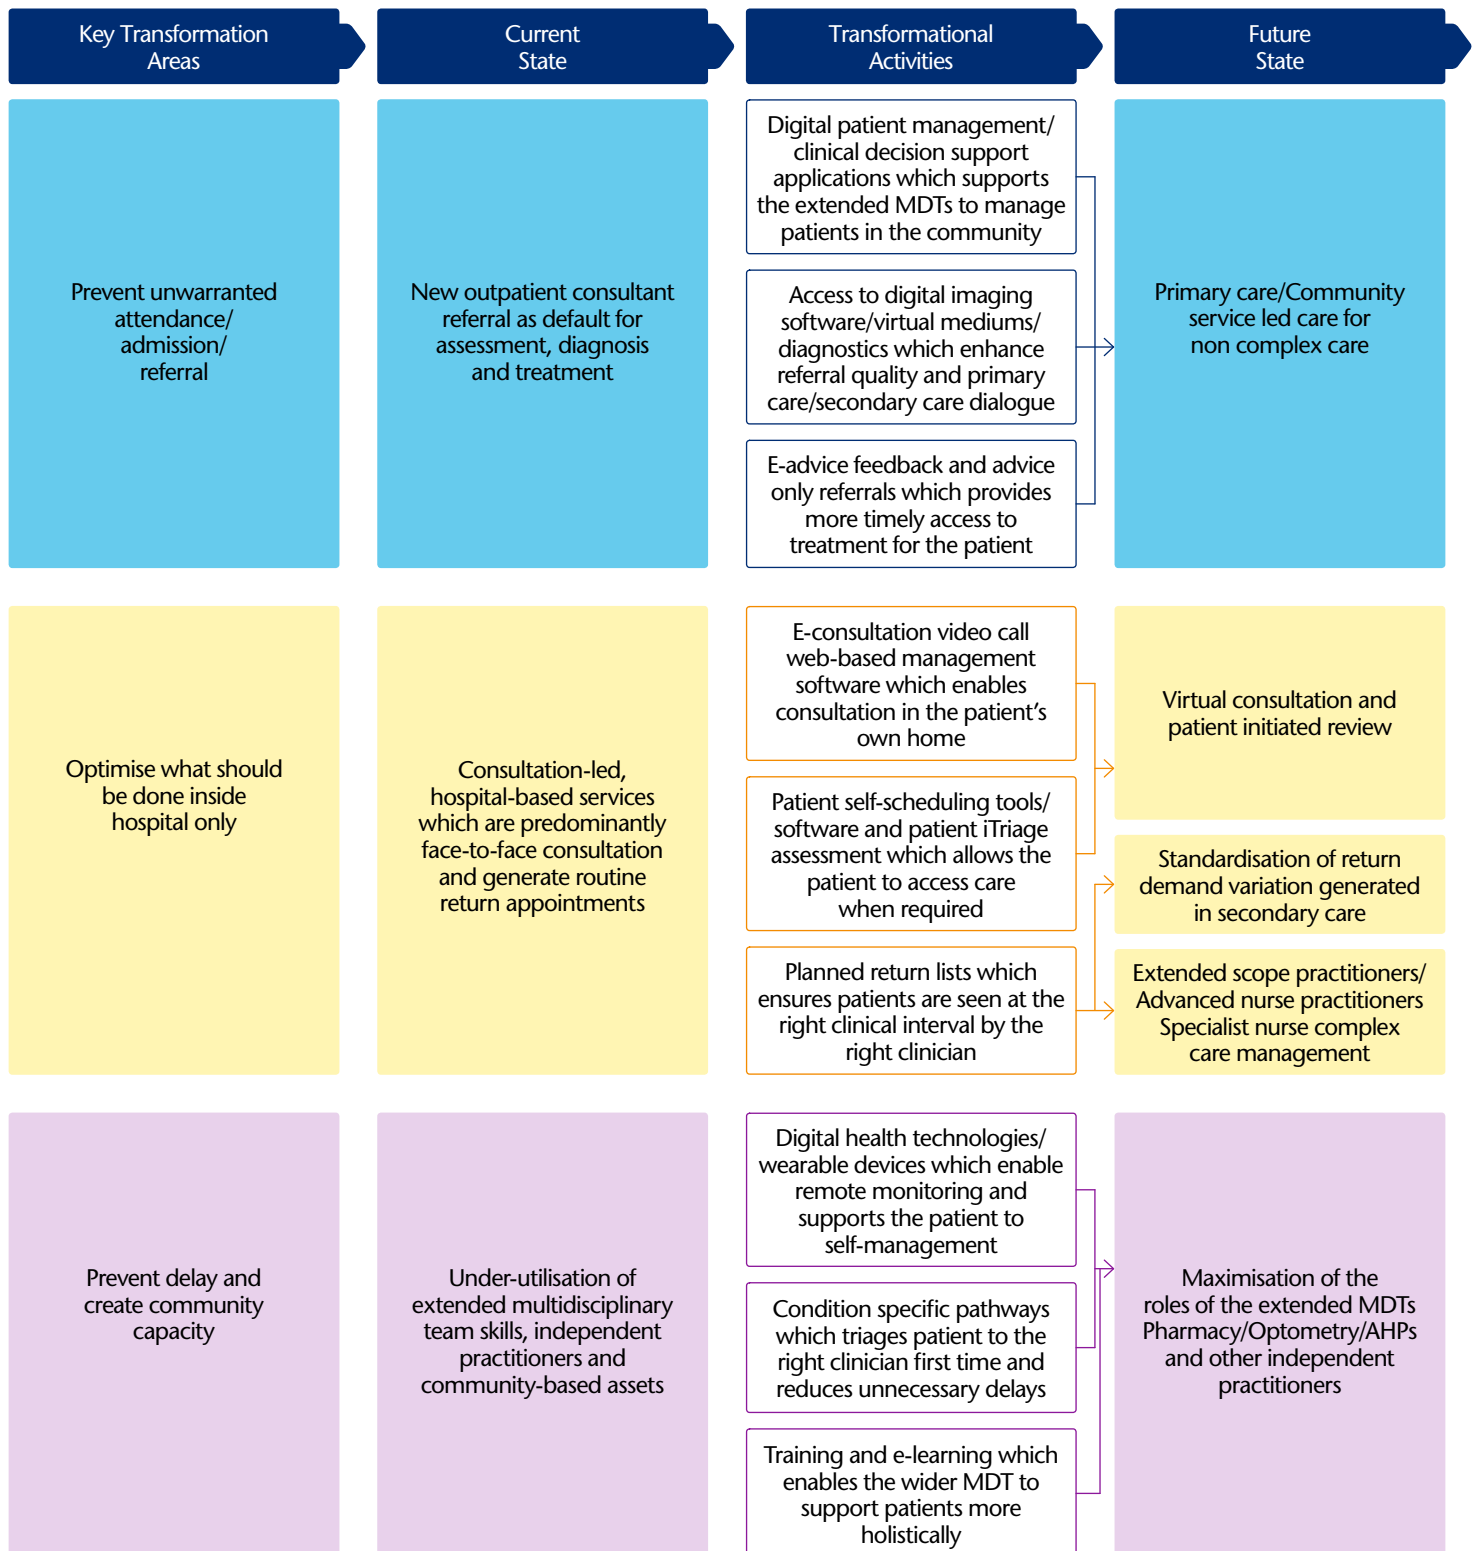 Key Transformation
Areas
Current
State
Transformational
Activities
Future
State
Prevent unwarranted
attendance/
admission/
referral
New outpatient consultant
referral as default for
assessment, diagnosis
and treatment
Digital patient management/
clinical decision support
applications which supports
the extended MDTs to manage
patients in the community
Access to digital imaging
software/virtual mediums/
diagnostics which enhance
referral quality and primary
care/secondary care dialogue
E-advice feedback and advice
only referrals which provides
more timely access to
treatment for the patient
Primary care/Community
service led care for
non complex care
Optimise what should
be done inside
hospital only
Consultation-led,
hospital-based services
which are predominantly
face-to-face consultation
and generate routine
return appointments
E-consultation video call
web-based management
software which enables
consultation in the patient's
own home
Patient self-scheduling tools/
software and patient iTriage
assessment which allows the
patient to access care
when required
Planned return lists which
ensures patients are seen at the
right clinical interval by the
right clinician
Virtual consultation and
patient initiated review
Standardisation of return
demand variation generated
in secondary care
Extended scope practitioners/
Advanced nurse practitioners
Specialist nurse complex
care management
Prevent delay and
create community
capacity
Under-utilisation of
extended multidisciplinary
team skills, independent
practitioners and
community-based assets
Digital health technologies/
wearable devices which enable
remote monitoring and
supports the patient to
self-management
Condition specific pathways
which triages patient to the
right clinician first time and
reduces unnecessary delays
Training and e-learning which
enables the wider MDT to
support patients more
holistically
Maximisation of the
roles of the extended MDTs
Pharmacy/Optometry/AHPs
and other independent
practitioners